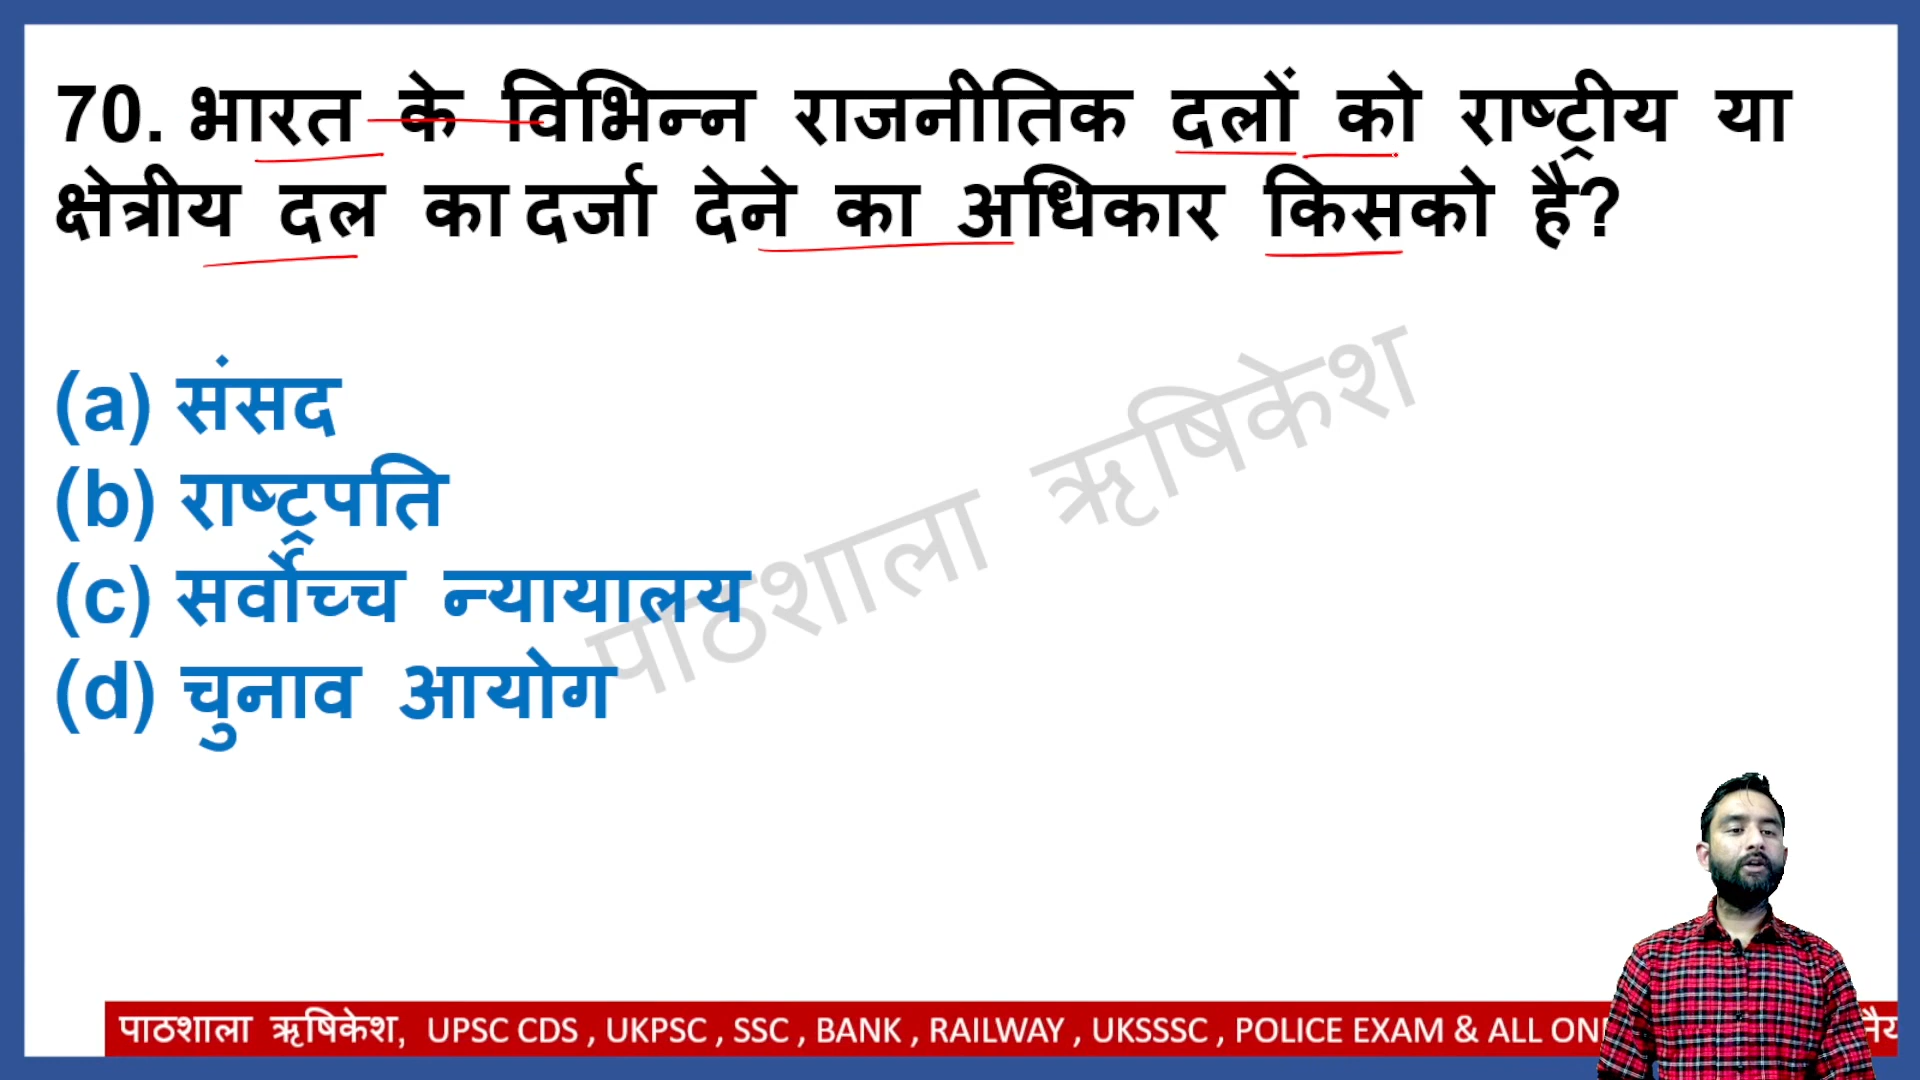 70. भारत के विभिन्न राजनीतिक दलों को राष्ट्रीय या
क्षेत्रीय दल का दर्जा देने का अधिकार किसको है?
(a) संसद
(b) राष्ट्रपति
(c) सर्वोच्च न्यायालय
(d) चुनाव आयोग
पाठशाला ऋषिकेश
पाठशाला ऋषिकेश, UPSC CDS , UKPSC , SSC , BANK , RAILWAY , UKSSSC , POLICE EXAM & ALL